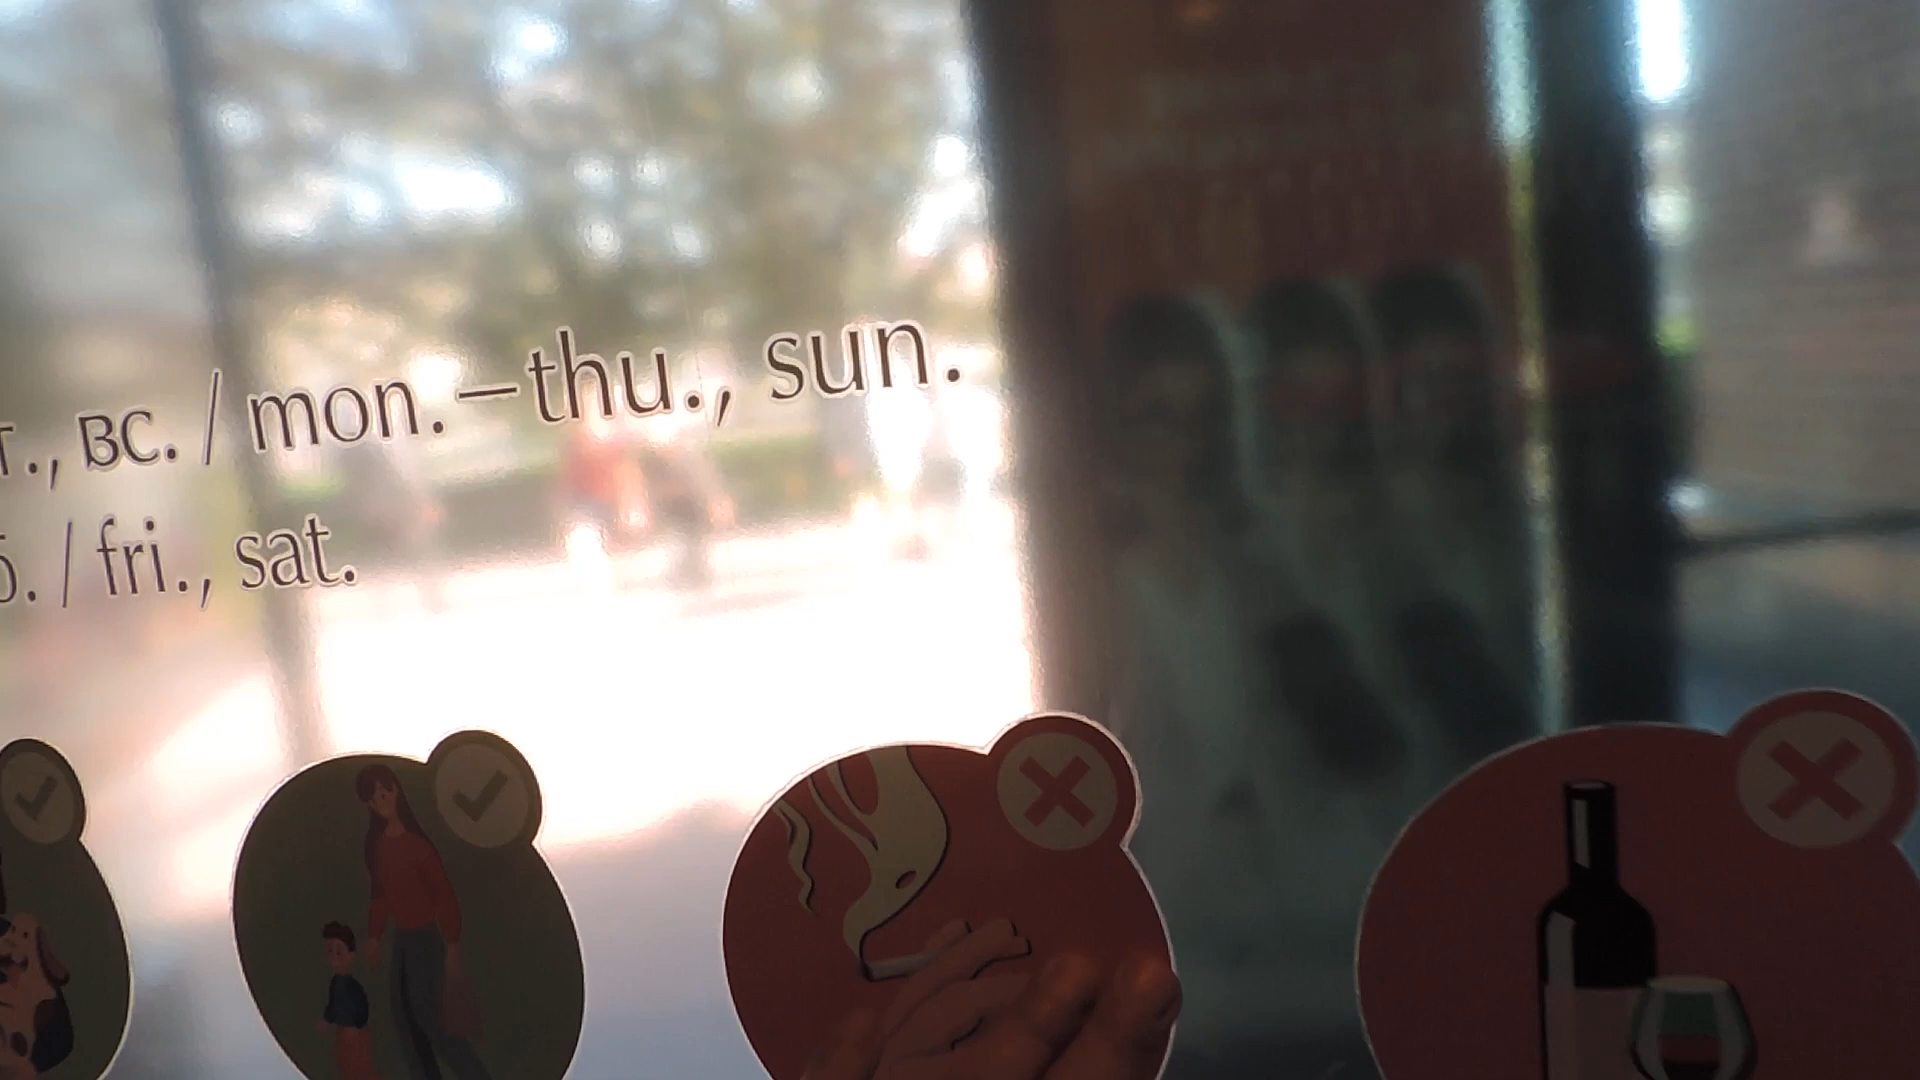 т., вс. / mon.–thu., sun.
б. / fri., sat.